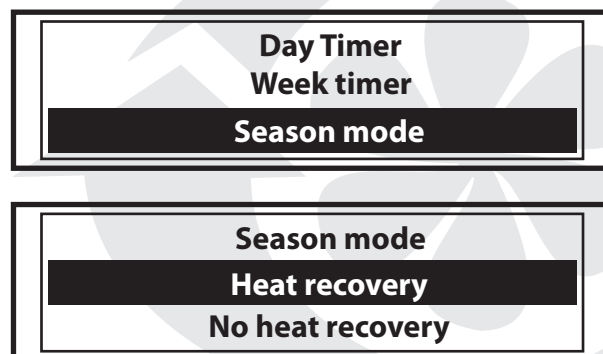 Day Timer
Week timer
Season mode
Season mode
Heat recovery
No heat recovery